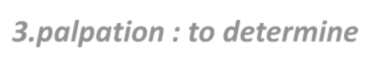 3.palpation : to determine